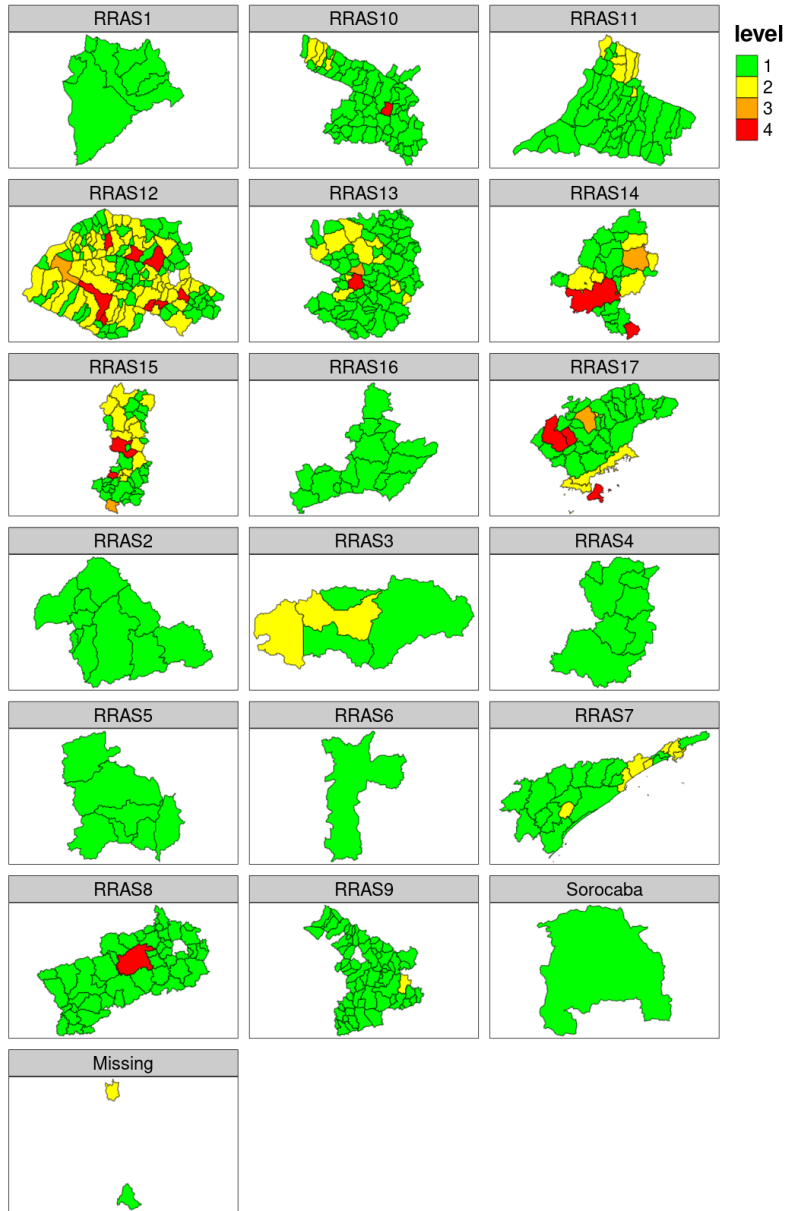 RRAS1 RRAS10 RRAS11
level
1
2
3
4
RRAS12 RRAS13 RRAS14
RRAS15 RRAS16 RRAS17
RRAS2 RRAS3 RRAS4
RRAS5 RRAS6 RRAS7
RRAS8 RRAS9 Sorocaba
Missing